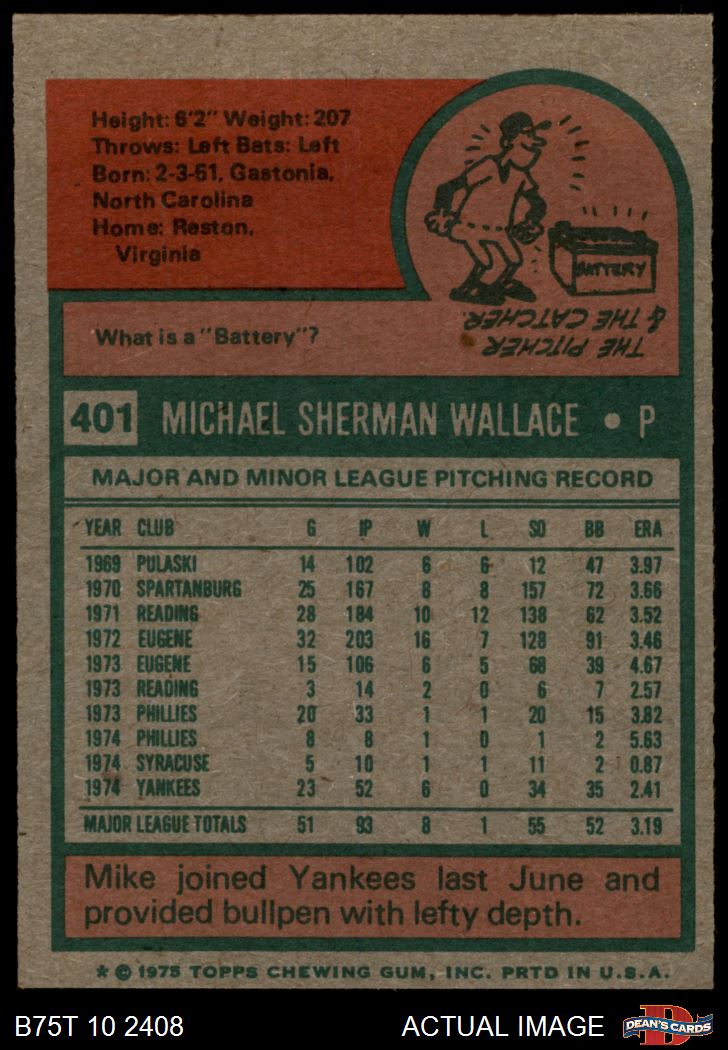 Height: 6'2" Weight: 207
Throws: Left Bats: Left
Born: 2-3-51, Gastonia,
North Carolina
Home: Reston,
Virginia
BATTERY
What is a "Battery"?
THE PITCHER
& THE CATCHER.
401 MICHAEL SHERMAN WALLACE • P
MAJOR AND MINOR LEAGUE PITCHING RECORD
YEAR CLUB G IP W L SO BB ERA
1969 PULASKI 14 102 6 6 12 47 3.97
1970 SPARTANBURG 25 167 8 8 157 72 3.66
1971 READING 28 184 10 12 138 62 3.52
1972 EUGENE 32 203 16 7 128 91 3.46
1973 EUGENE 15 106 6 5 68 39 4.67
1973 READING 3 14 2 0 6 7 2.57
1973 PHILLIES 20 33 1 1 20 15 3.82
1974 PHILLIES 8 8 1 0 1 2 5.63
1974 SYRACUSE 5 10 1 1 11 2 0.87
1974 YANKEES 23 52 6 0 34 35 2.41
MAJOR LEAGUE TOTALS 51 93 8 1 55 52 3.19
Mike joined Yankees last June and
provided bullpen with lefty depth.
* © 1975 TOPPS CHEWING GUM, INC. PRTD IN U.S.A.
B75T 10 2408 ACTUAL IMAGE D DEAN'S CARDS